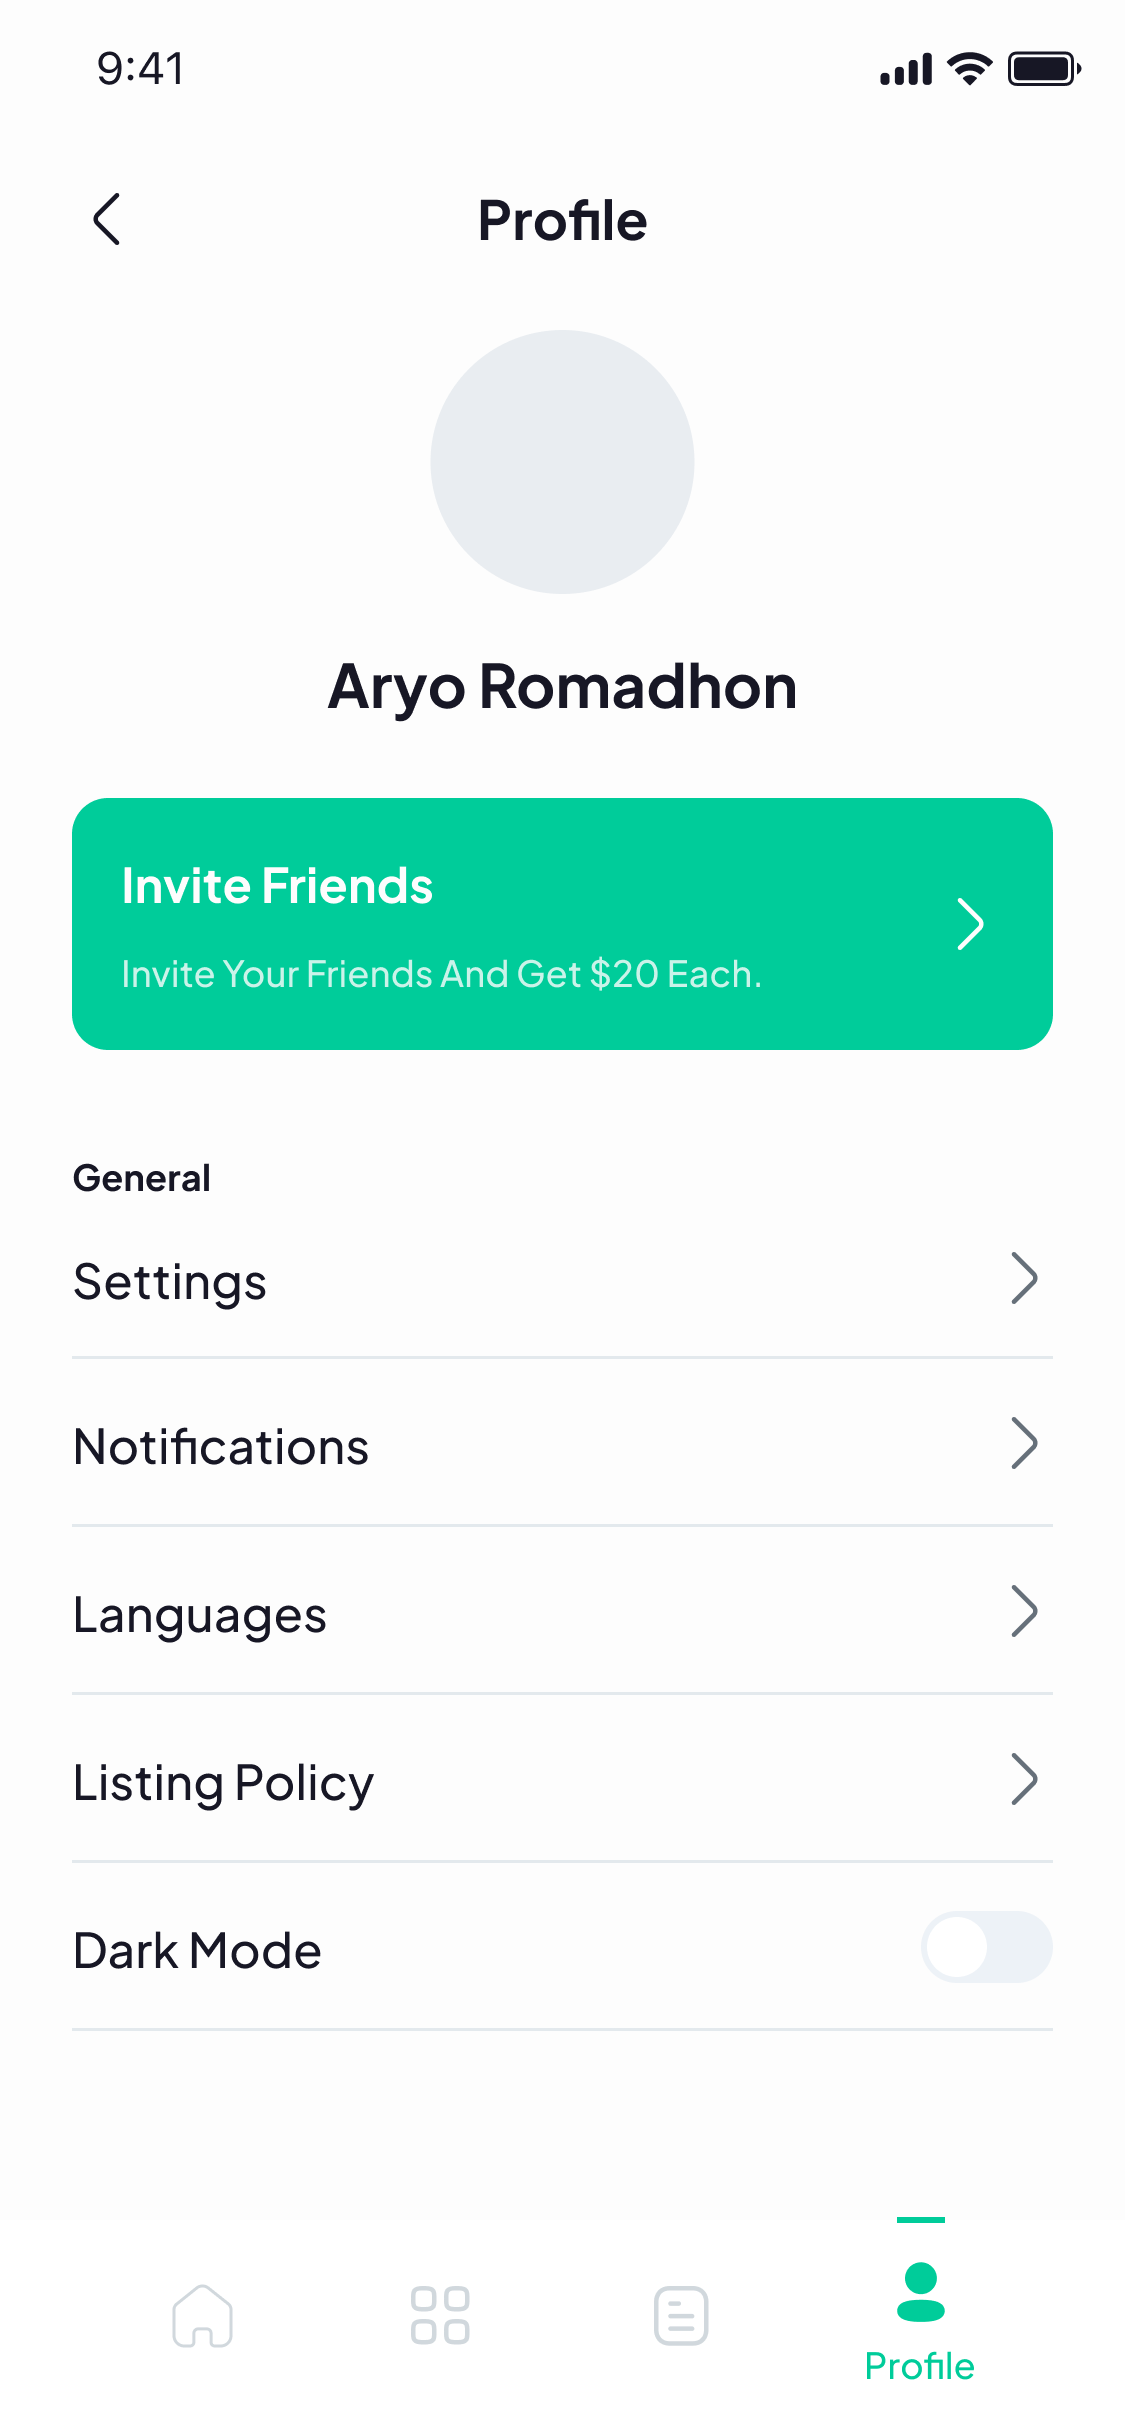 9:41
Profile
Aryo Romadhon
Invite Friends
Invite Your Friends And Get $20 Each.
General
Settings
Notifications
Languages
Listing Policy
Dark Mode
Profile